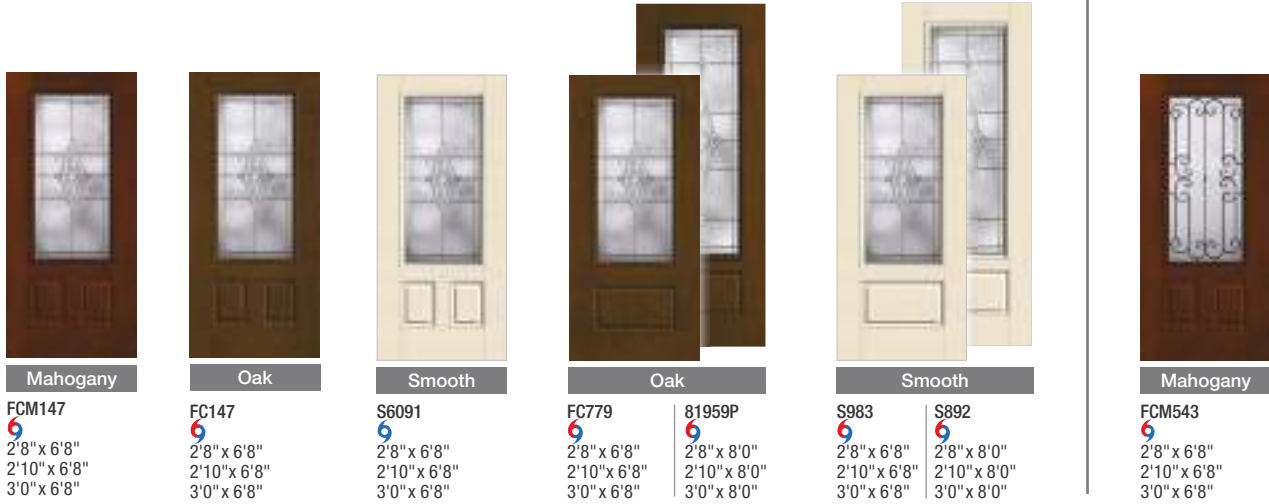 Mahogany
FCM147
2'8" x 6'8"
2'10" x 6'8"
3'0" x 6'8"
Oak
FC147
2'8" x 6'8"
2'10" x 6'8"
3'0" x 6'8"
Smooth
S6091
2'8" x 6'8"
2'10" x 6'8"
3'0" x 6'8"
Oak
FC779
2'8" x 6'8"
2'10" x 6'8"
3'0" x 6'8"
81959P
2'8" x 8'0"
2'10" x 8'0"
3'0" x 8'0"
Smooth
S983
2'8" x 6'8"
2'10" x 6'8"
3'0" x 6'8"
S892
2'8" x 8'0"
2'10" x 8'0"
3'0" x 8'0"
Mahogany
FCM543
2'8" x 6'8"
2'10" x 6'8"
3'0" x 6'8"